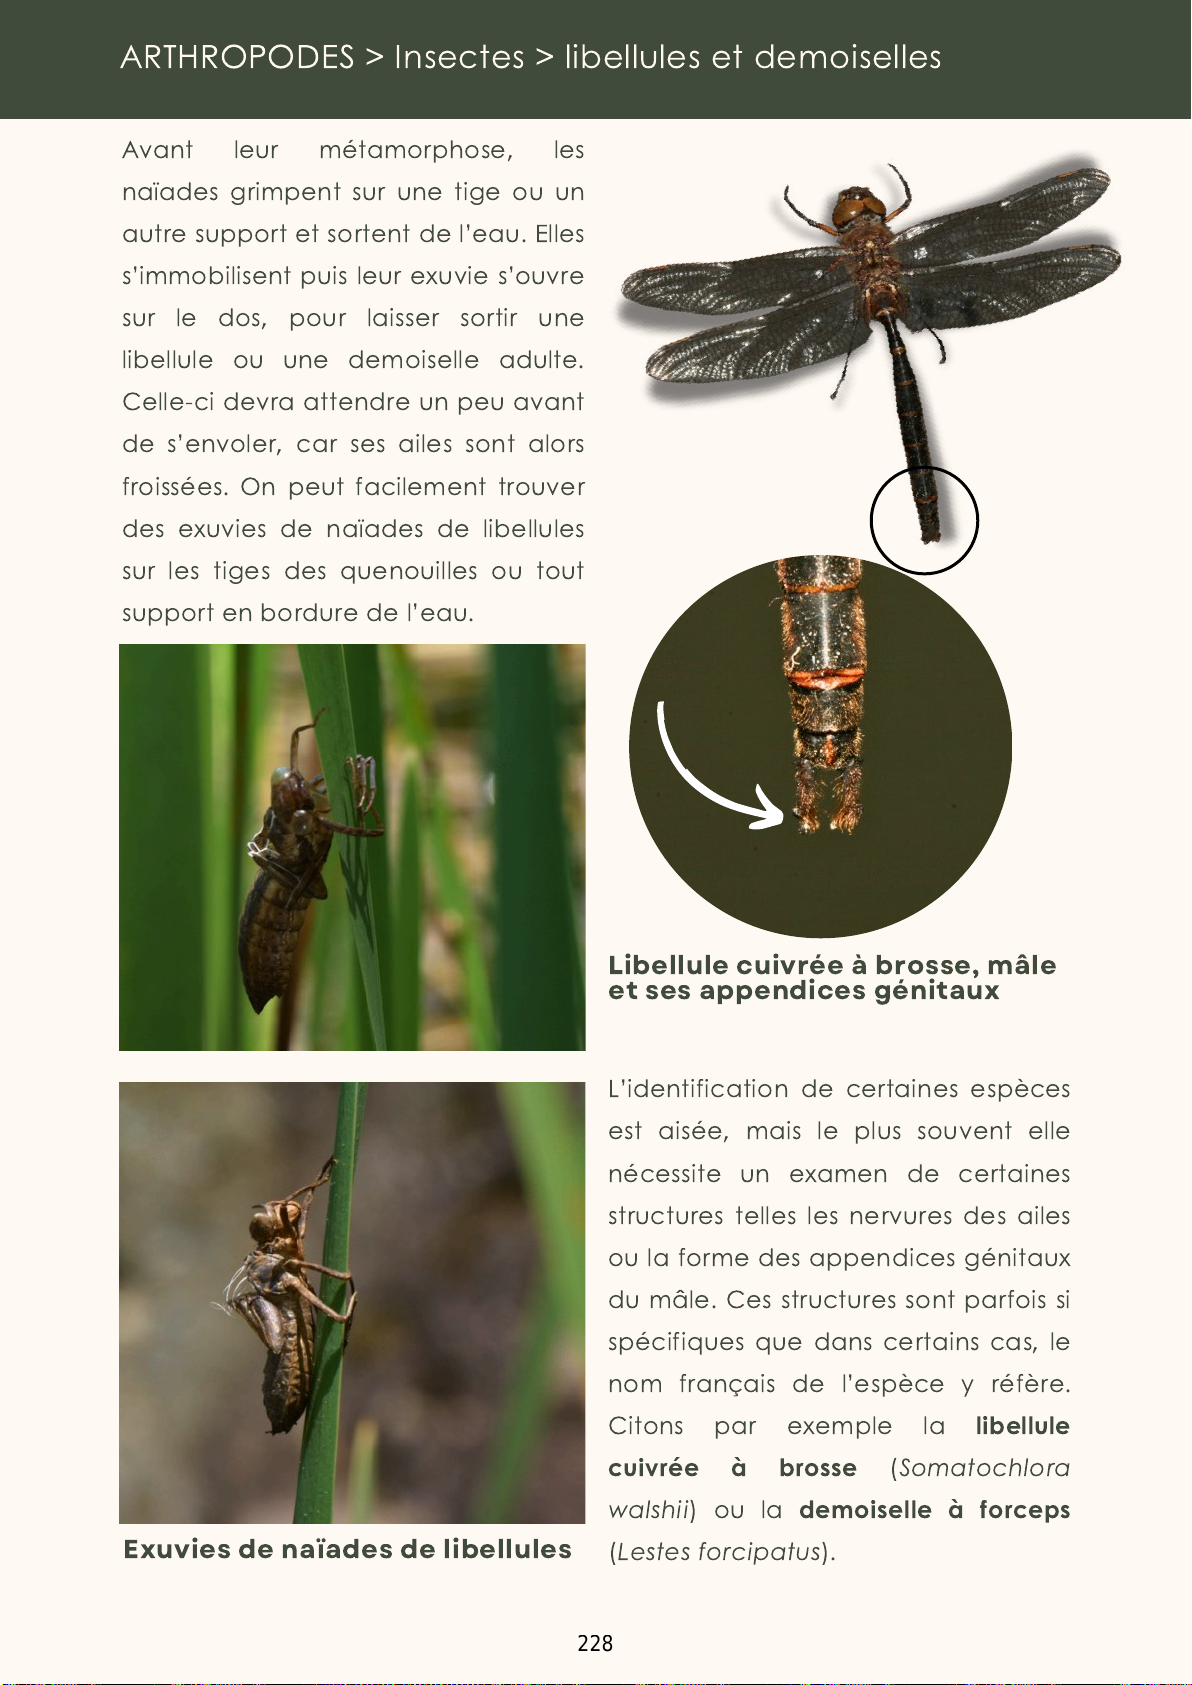 ARTHROPODES > Insectes > libellules et demoiselles
Avant leur métamorphose, les
naïades grimpent sur une tige ou un
autre support et sortent de l'eau. Elles
s'immobilisent puis leur exuvie s'ouvre
sur le dos, pour laisser sortir une
libellule ou une demoiselle adulte.
Celle-ci devra attendre un peu avant
de s'envoler, car ses ailes sont alors
froissées. On peut facilement trouver
des exuvies de naïades de libellules
sur les tiges des quenouilles ou tout
support en bordure de l'eau.
Exuvies de naïades de libellules
Libellule cuivrée à brosse, mâle
et ses appendices génitaux
L'identification de certaines espèces
est aisée, mais le plus souvent elle
nécessite un examen de certaines
structures telles les nervures des ailes
ou la forme des appendices génitaux
du mâle. Ces structures sont parfois si
spécifiques que dans certains cas, le
nom français de l'espèce y réfère.
Citons par exemple la libellule
cuivrée à brosse (Somatochlora
walshii) ou la demoiselle à forceps
(Lestes forcipatus).
228